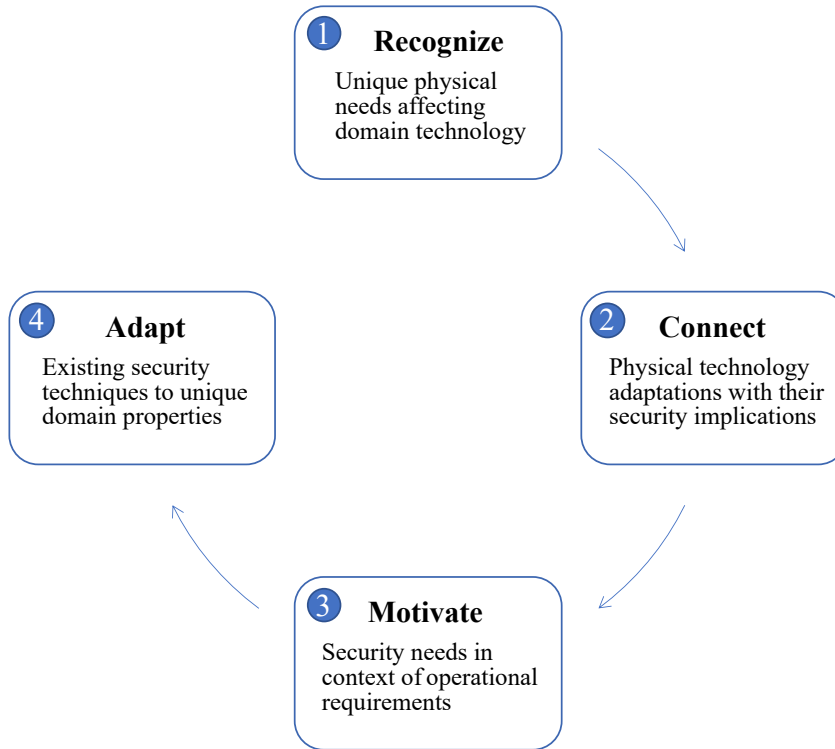 1
Recognize
Unique physical
needs affecting
domain technology
2
Connect
Physical technology
adaptations with their
security implications
3
Motivate
Security needs in
context of operational
requirements
4
Adapt
Existing security
techniques to unique
domain properties